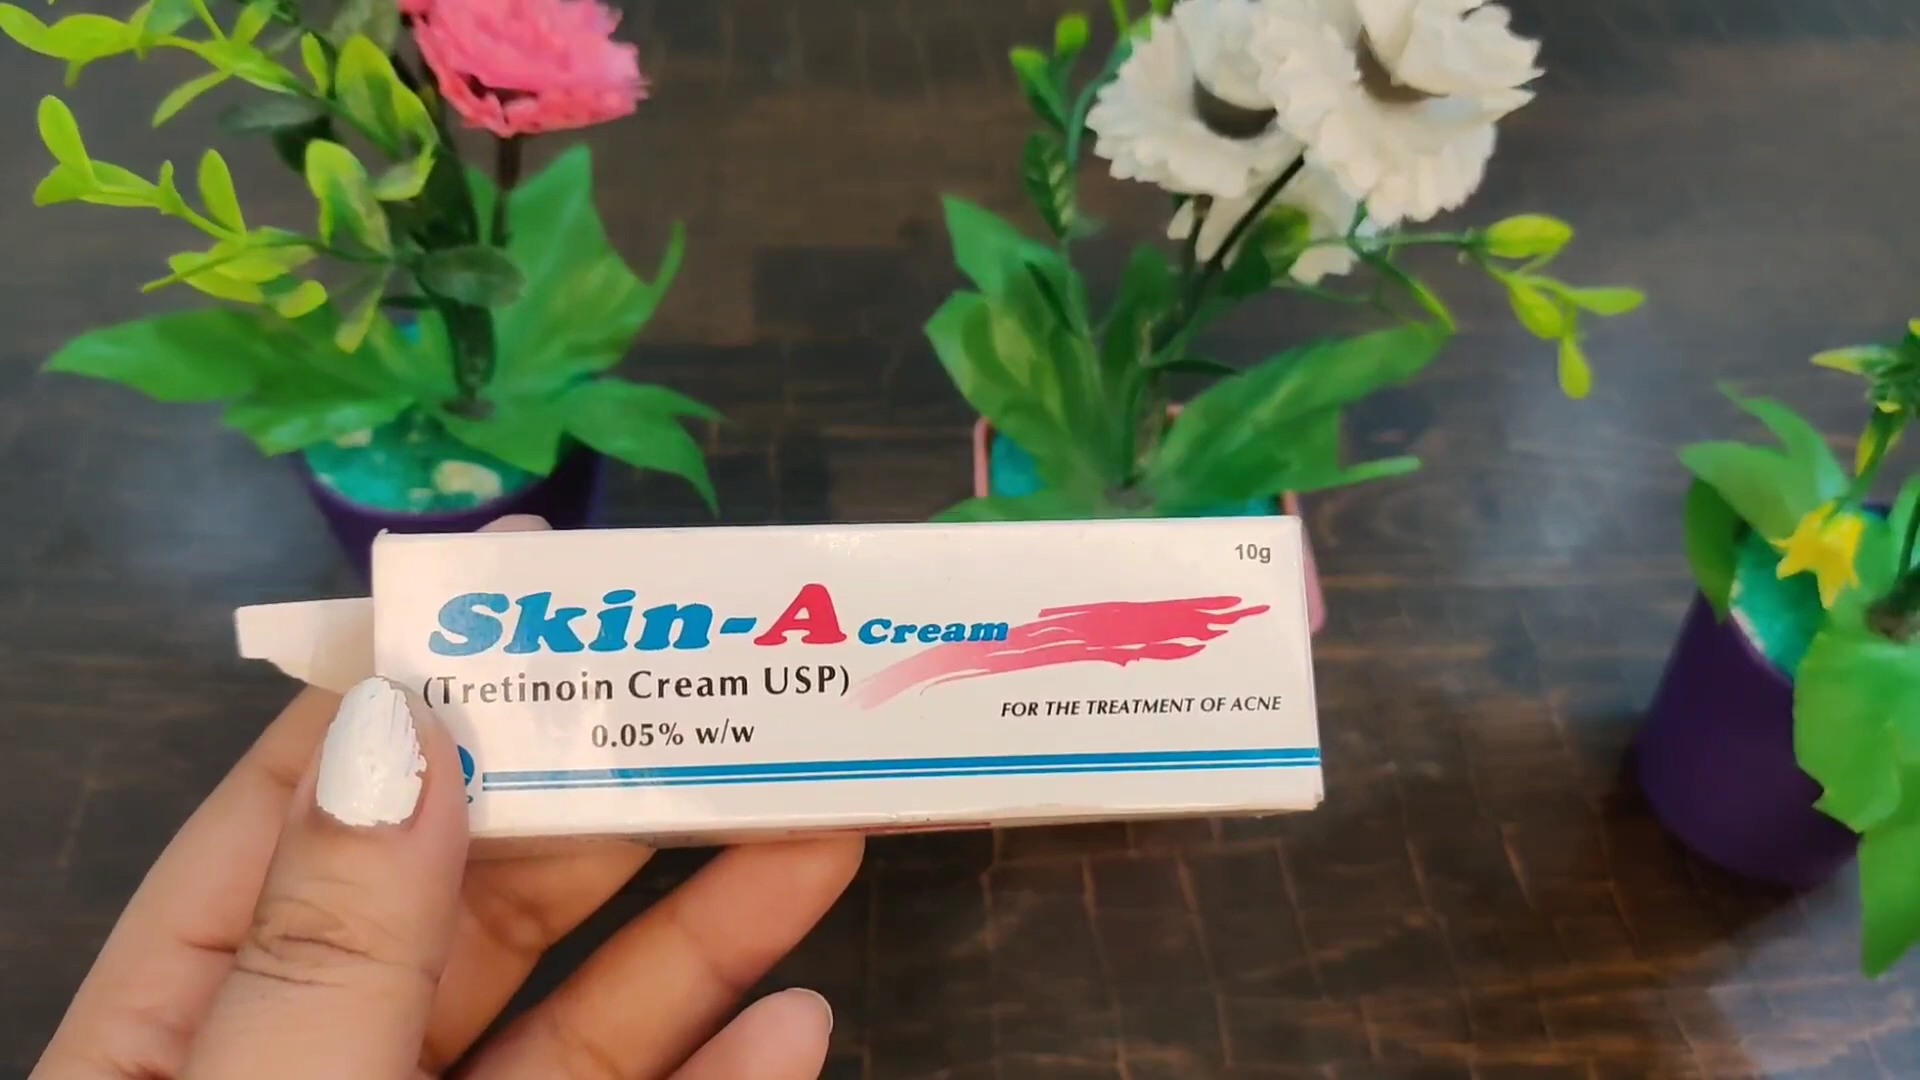 10g
Skin-A Cream
(Tretinoin Cream USP)
0.05% w/w
FOR THE TREATMENT OF ACNE